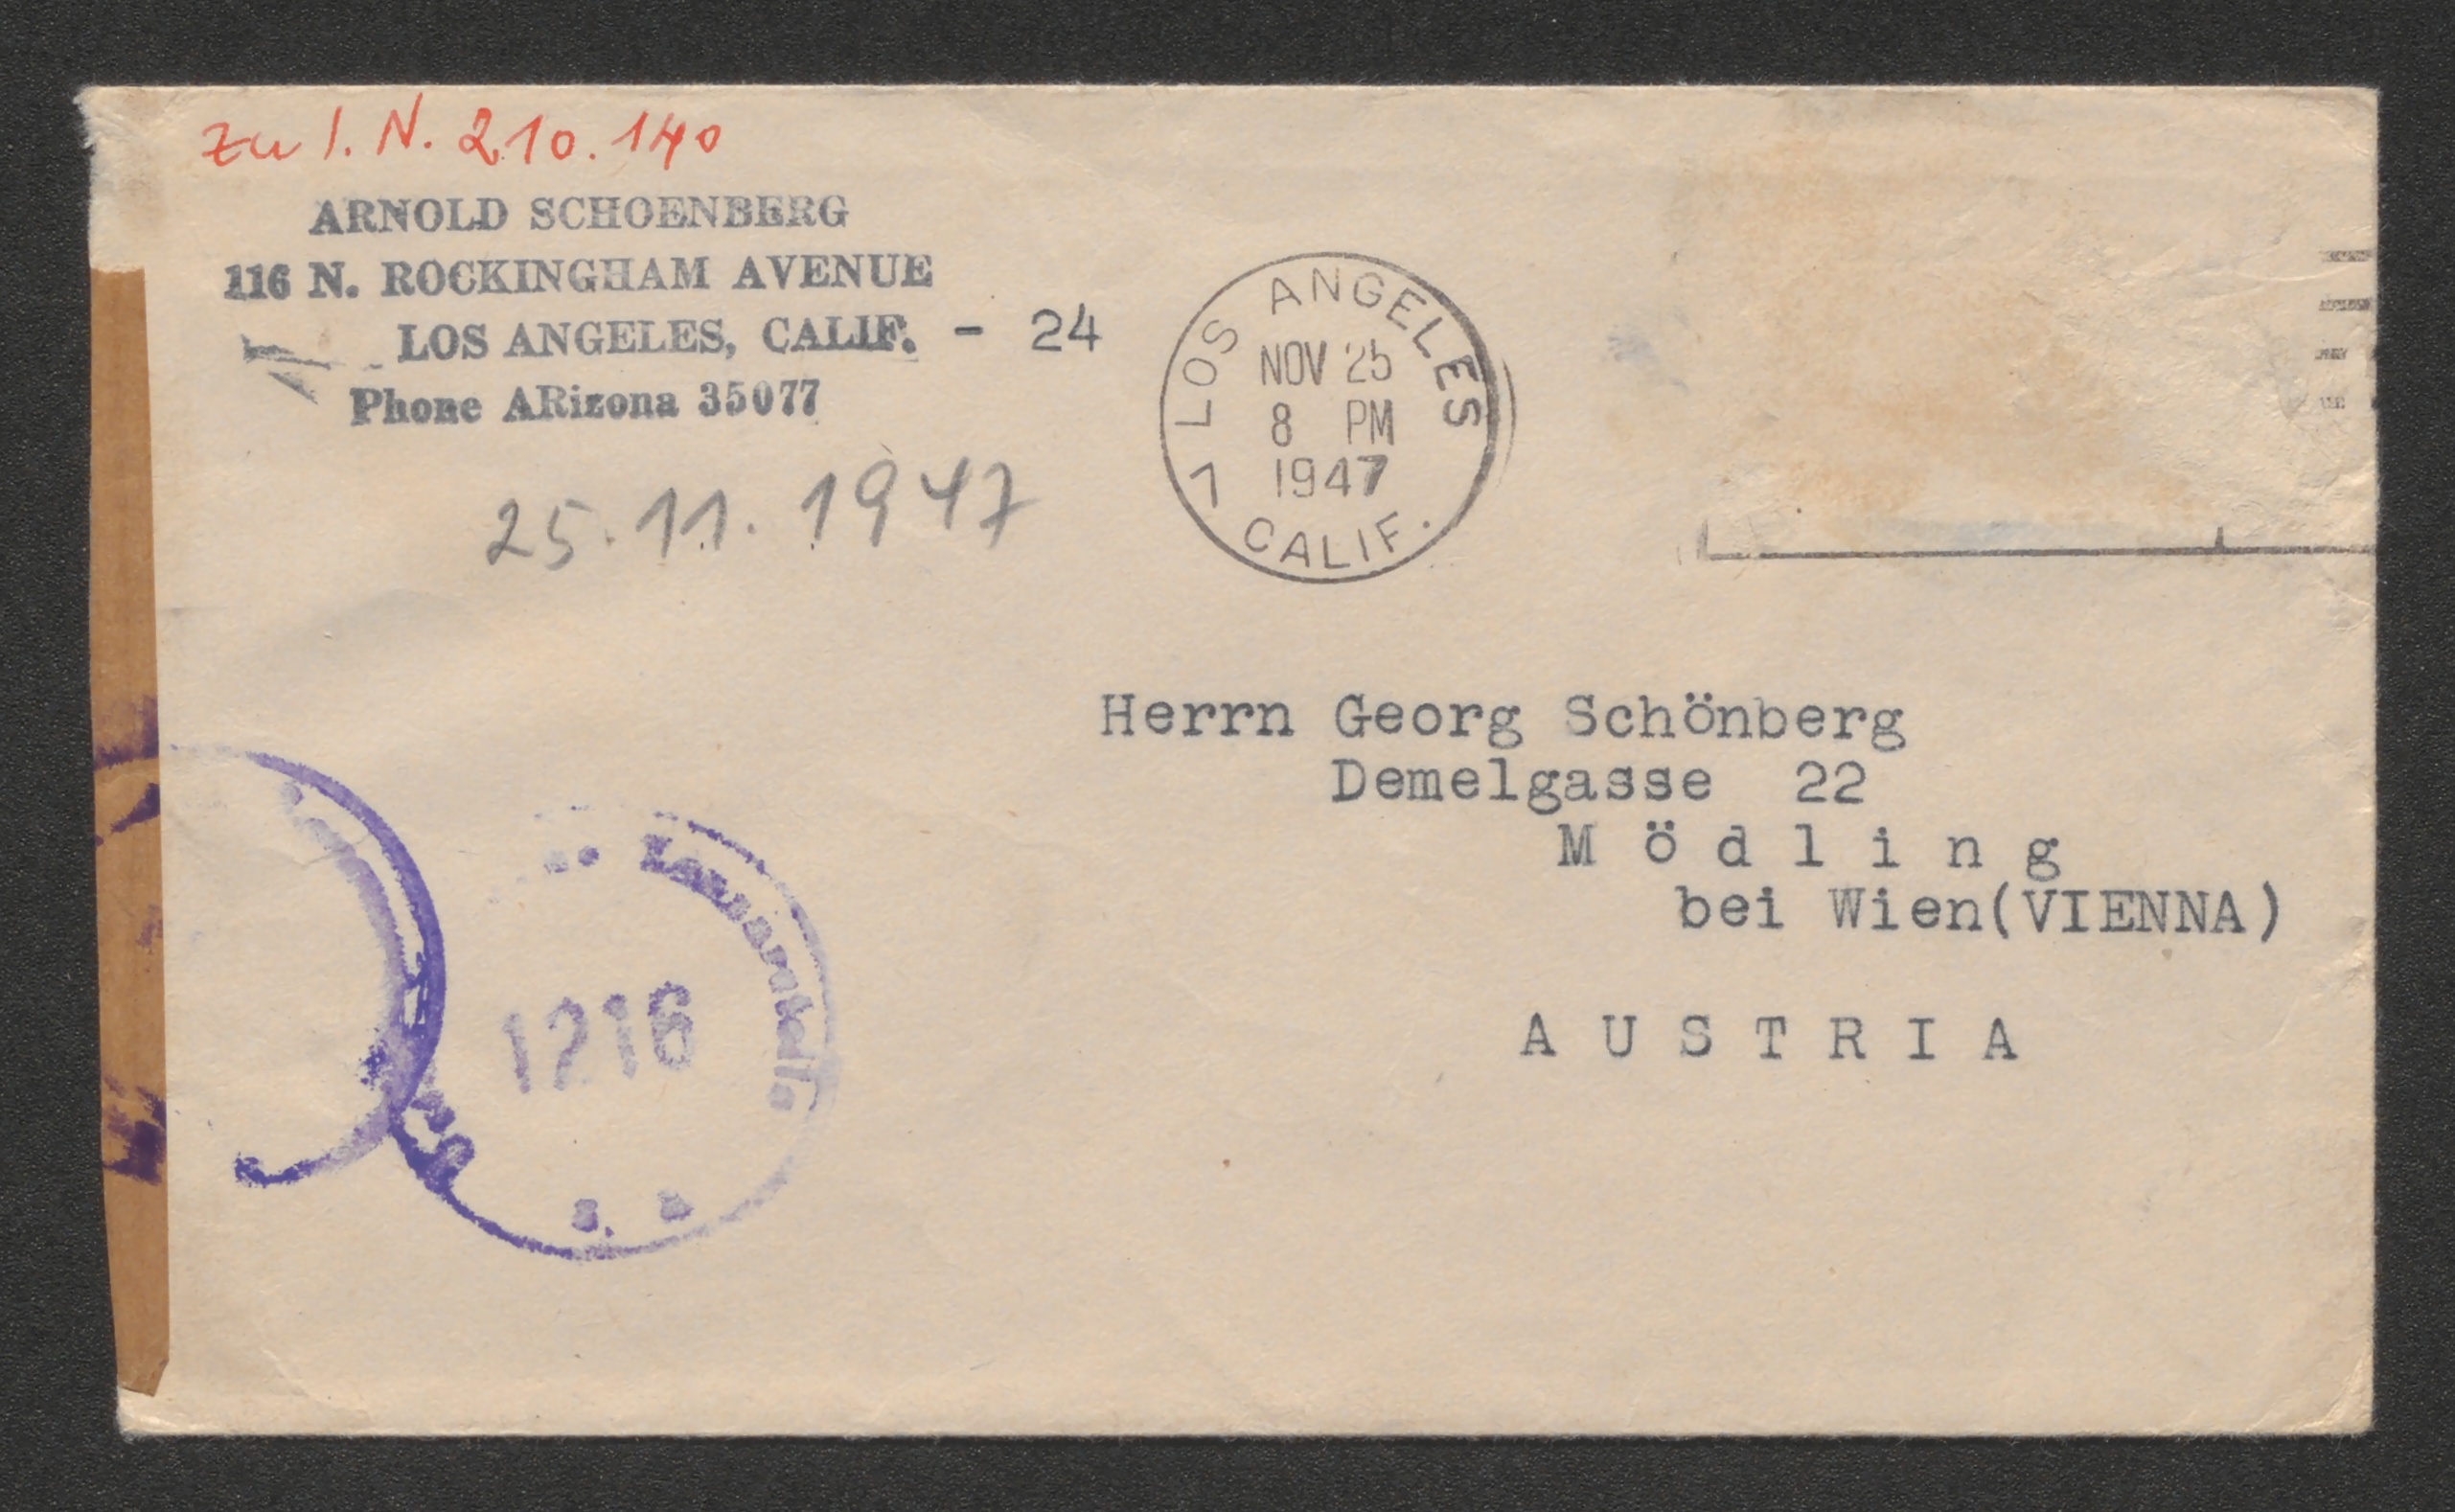 zu I. N. 210.140
ARNOLD SCHOENBERG
116 N. ROCKINGHAM AVENUE
LOS ANGELES, CALIF. - 24
Phone ARizona 35077
25.11.1947
LOS ANGELES
NOV 25
8 PM
1947
7
CALIF.
Herrn Georg Schönberg
Demelgasse 22
M ö d l i n g
bei Wien(VIENNA)
A U S T R I A
1216